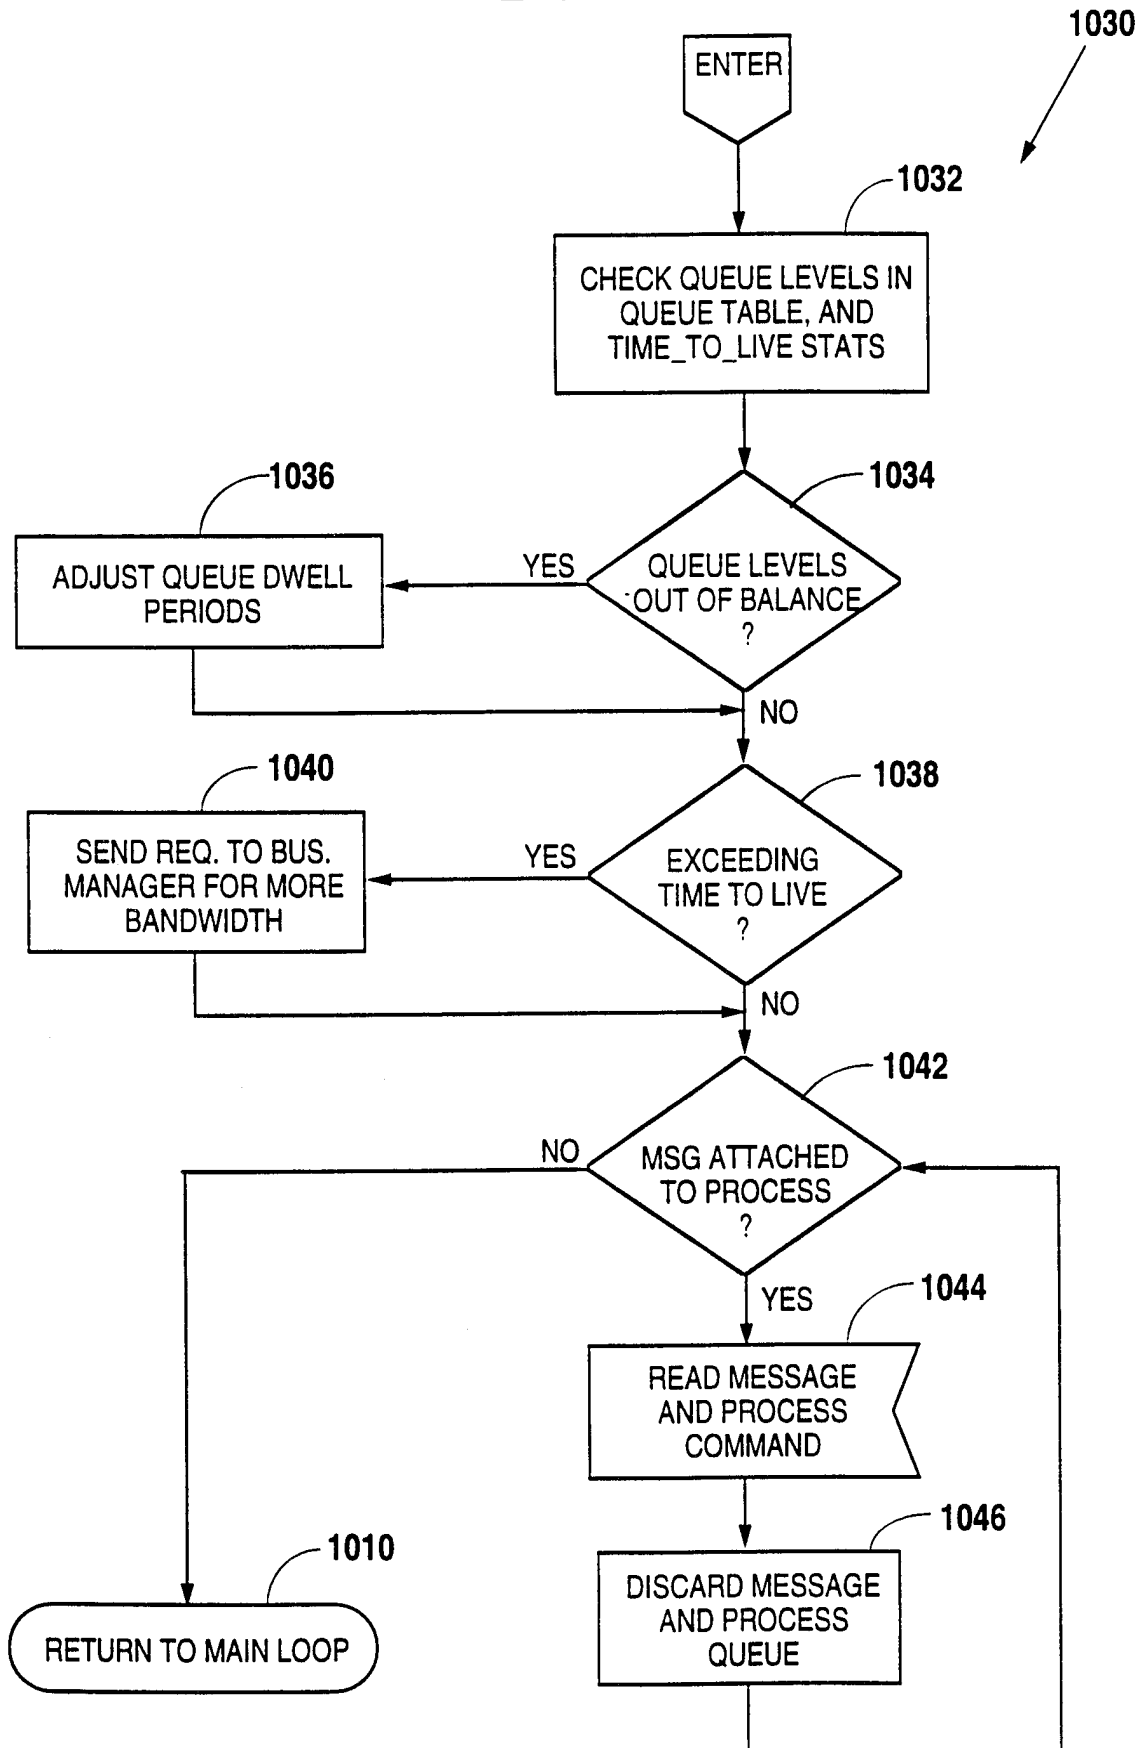 1030
ENTER
1032
CHECK QUEUE LEVELS IN
QUEUE TABLE, AND
TIME_TO_LIVE STATS
1034
QUEUE LEVELS
OUT OF BALANCE
?
YES
NO
1036
ADJUST QUEUE DWELL
PERIODS
1038
EXCEEDING
TIME TO LIVE
?
YES
NO
1040
SEND REQ. TO BUS.
MANAGER FOR MORE
BANDWIDTH
1042
MSG ATTACHED
TO PROCESS
?
NO
YES
1044
READ MESSAGE
AND PROCESS
COMMAND
1046
DISCARD MESSAGE
AND PROCESS
QUEUE
1010
RETURN TO MAIN LOOP